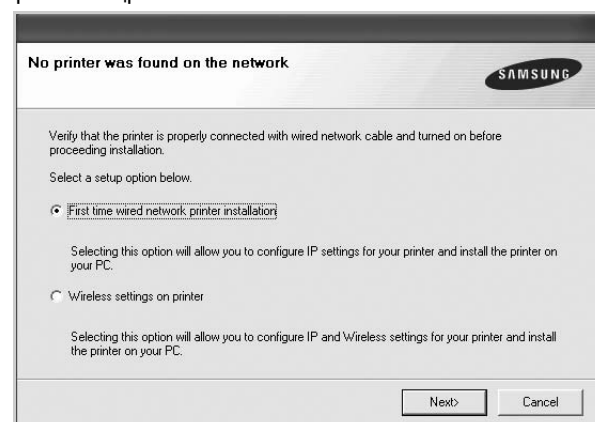 No printer was found on the network
SAMSUNG
Verify that the printer is properly connected with wired network cable and turned on before
proceeding installation.
Select a setup option below.
First time wired network printer installation
Selecting this option will allow you to configure IP settings for your printer and install the printer on
your PC.
Wireless settings on printer
Selecting this option will allow you to configure IP and Wireless settings for your printer and install
the printer on your PC.
Next>
Cancel